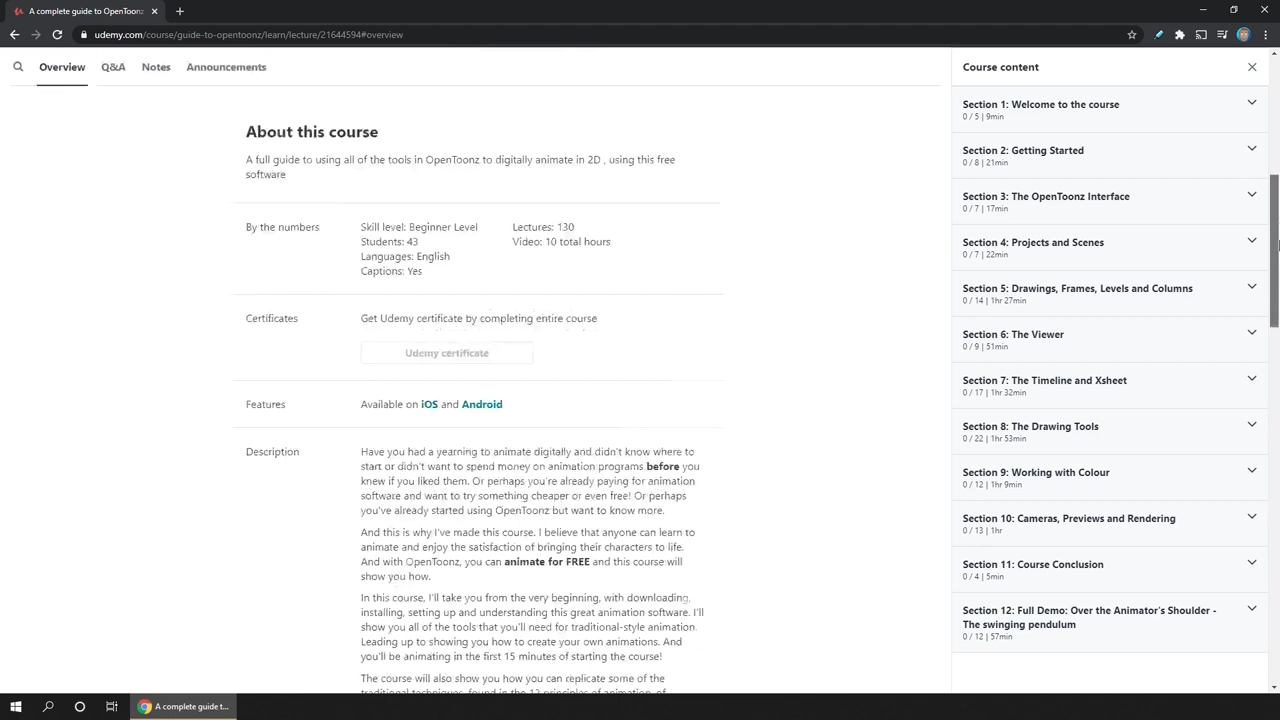 A complete guide to OpenToonz
udemy.com/course/guide-to-opentoonz/learn/lecture/21644594#overview
Overview
Q&A
Notes
Announcements
About this course
A full guide to using all of the tools in OpenToonz to digitally animate in 2D , using this free
software
By the numbers
Skill level: Beginner Level
Students: 43
Languages: English
Captions: Yes
Lectures: 130
Video: 10 total hours
Certificates
Get Udemy certificate by completing entire course
Udemy certificate
Features
Available on iOS and Android
Description
Have you had a yearning to animate digitally and didn't know where to
start or didn't want to spend money on animation programs before you
knew if you liked them. Or perhaps you're already paying for animation
software and want to try something cheaper or even free! Or perhaps
you've already started using OpenToonz but want to know more.
And this is why I've made this course. I believe that anyone can learn to
animate and enjoy the satisfaction of bringing their characters to life.
And with OpenToonz, you can animate for FREE and this course will
show you how.
In this course, I'll take you from the very beginning, with downloading,
installing, setting up and understanding this great animation software. I'll
show you all of the tools that you'll need for traditional-style animation.
Leading up to showing you how to create your own animations. And
you'll be animating in the first 15 minutes of starting the course!
The course will also show you how you can replicate some of the
traditional techniques, found in the 12 principles of animation, of
Course content
Section 1: Welcome to the course
0 / 5 | 9min
Section 2: Getting Started
0 / 8 | 21min
Section 3: The OpenToonz Interface
0 / 7 | 17min
Section 4: Projects and Scenes
0 / 7 | 22min
Section 5: Drawings, Frames, Levels and Columns
0 / 14 | 1hr 27min
Section 6: The Viewer
0 / 9 | 51min
Section 7: The Timeline and Xsheet
0 / 17 | 1hr 32min
Section 8: The Drawing Tools
0 / 22 | 1hr 53min
Section 9: Working with Colour
0 / 12 | 1hr 9min
Section 10: Cameras, Previews and Rendering
0 / 13 | 1hr
Section 11: Course Conclusion
0 / 4 | 5min
Section 12: Full Demo: Over the Animator's Shoulder -
The swinging pendulum
0 / 12 | 57min
A complete guide t...